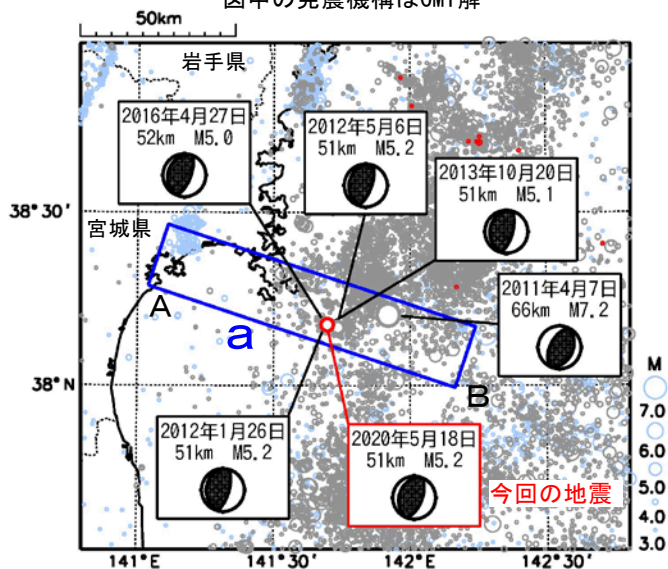 図中の発震機構はCMT解
50km
岩手県
2016年4月27日
52km M5.0
2012年5月6日
51km M5.2
2013年10月20日
51km M5.1
38°30'
宮城県
2011年4月7日
66km M7.2
A
a
38°N
B
M
7.0
6.0
5.0
4.0
3.0
2012年1月26日
51km M5.2
2020年5月18日
51km M5.2
今回の地震
141°E
141°30'
142°E
142°30'